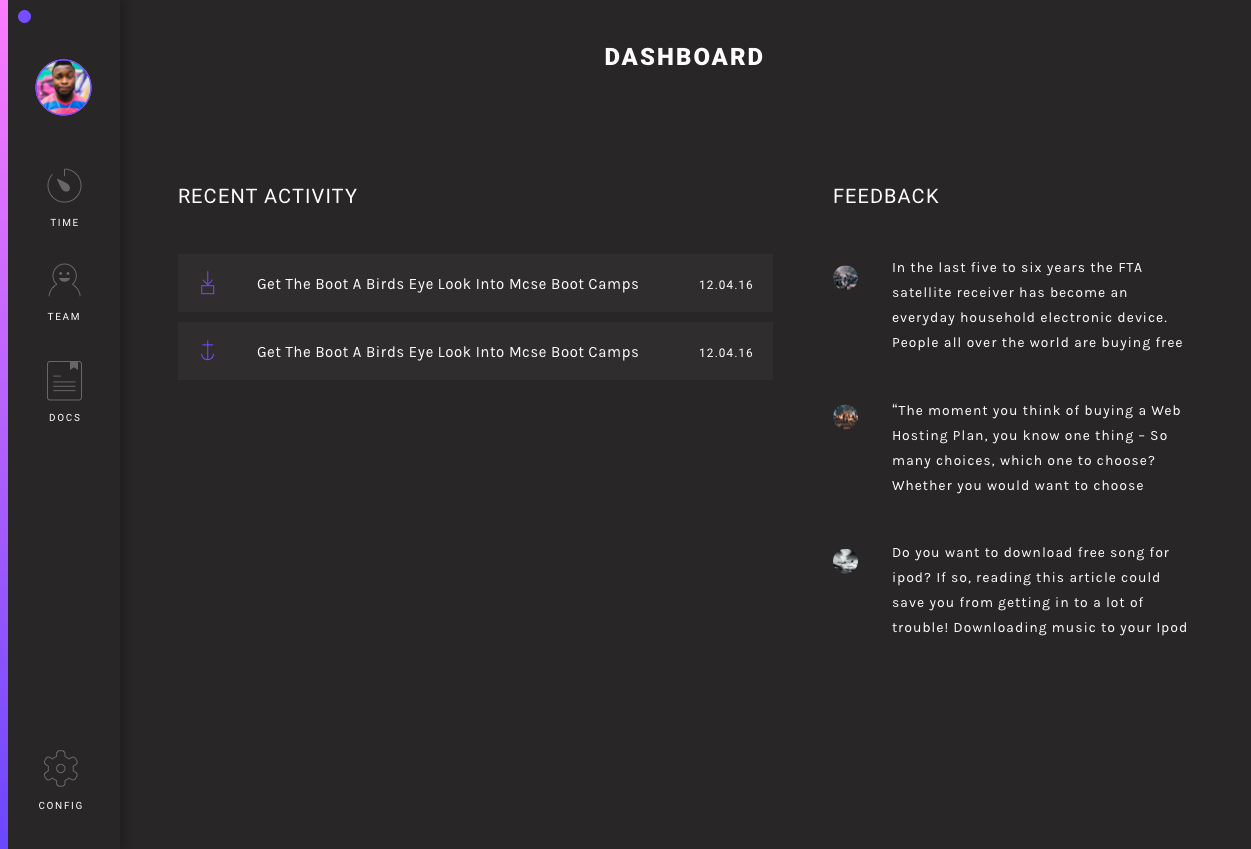 DASHBOARD
TIME
TEAM
DOCS
CONFIG
RECENT ACTIVITY
Get The Boot A Birds Eye Look Into Mcse Boot Camps 12.04.16
Get The Boot A Birds Eye Look Into Mcse Boot Camps 12.04.16
FEEDBACK
In the last five to six years the FTA
satellite receiver has become an
everyday household electronic device.
People all over the world are buying free
“The moment you think of buying a Web
Hosting Plan, you know one thing – So
many choices, which one to choose?
Whether you would want to choose
Do you want to download free song for
ipod? If so, reading this article could
save you from getting in to a lot of
trouble! Downloading music to your Ipod